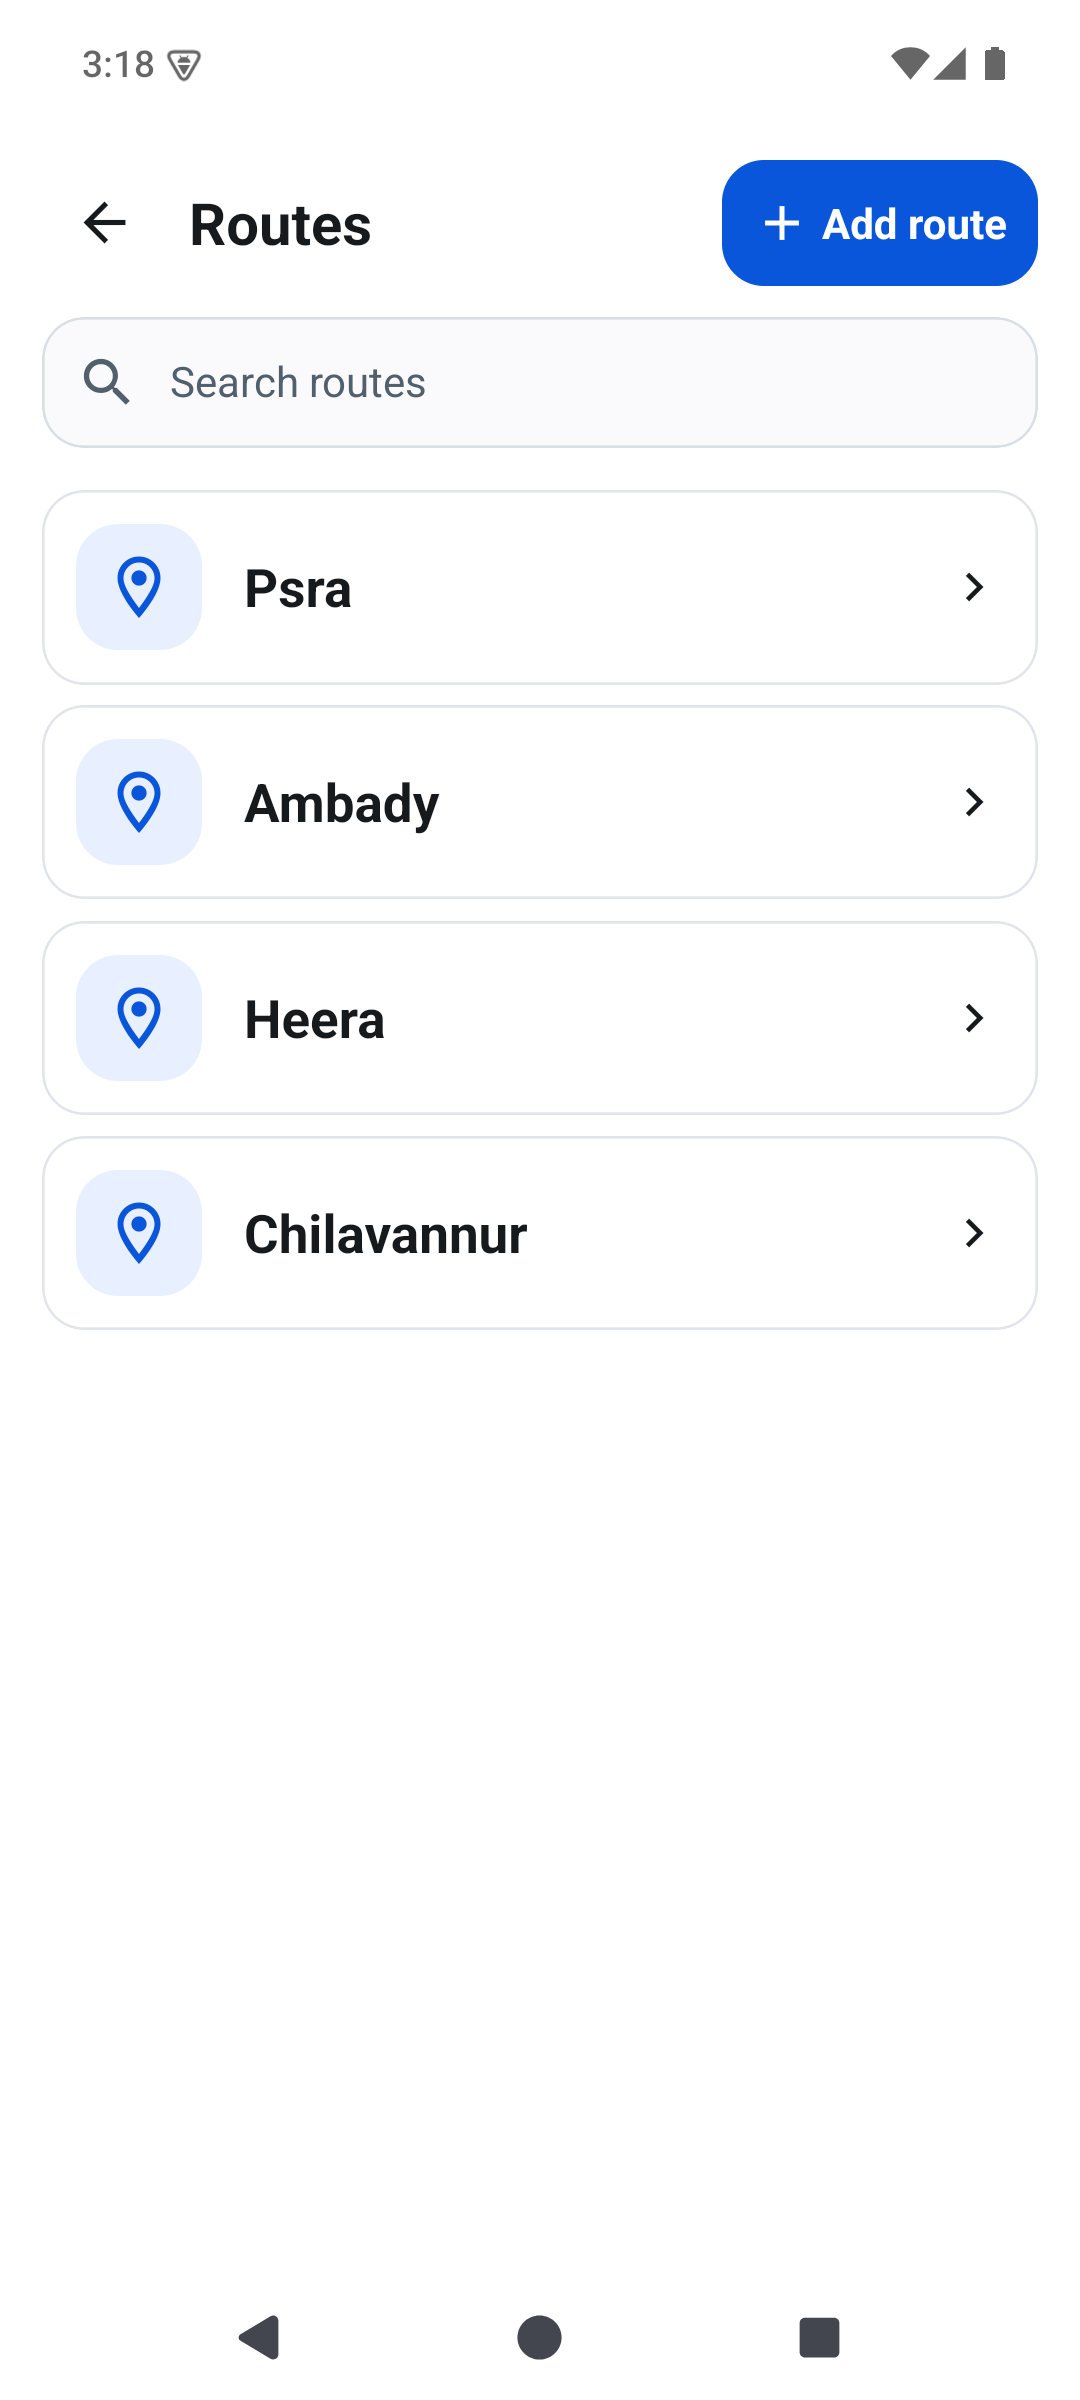 3:18
Routes
Add route
Search routes
Psra
Ambady
Heera
Chilavannur